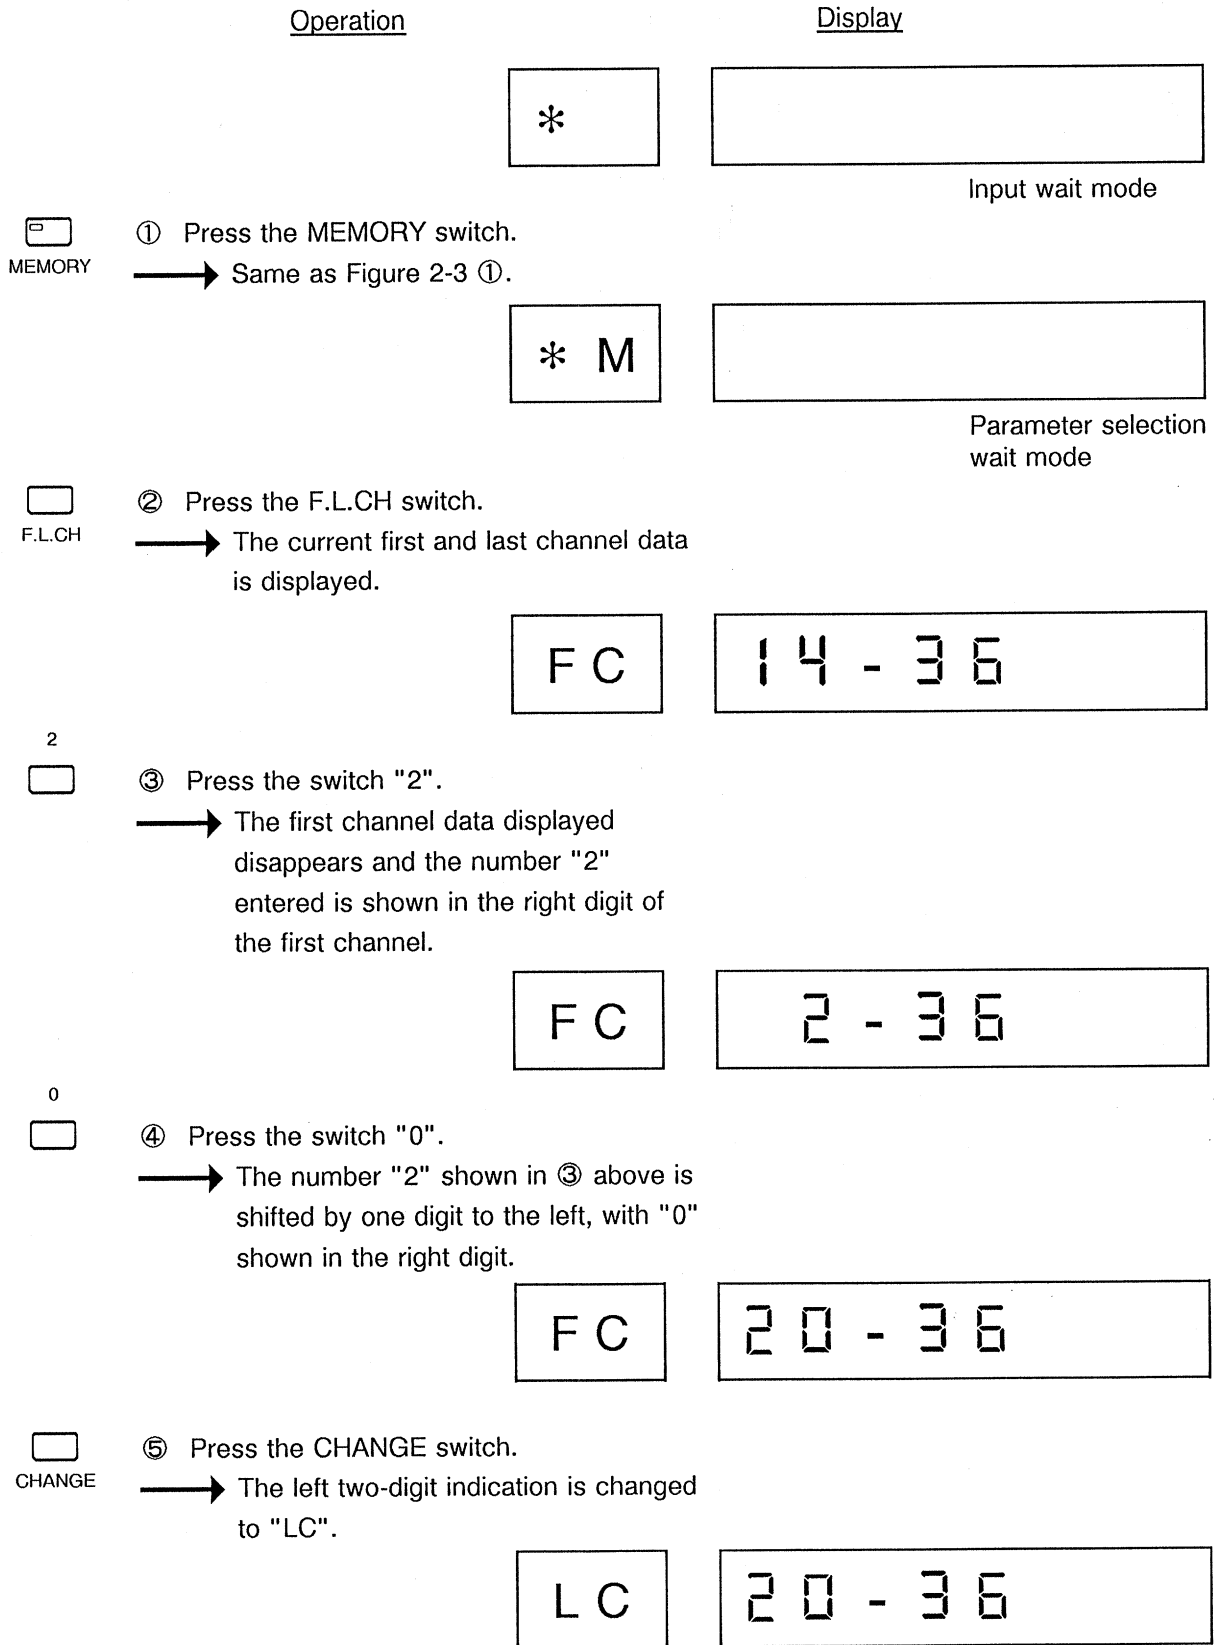 Operation Display
*
Input wait mode
MEMORY
① Press the MEMORY switch.
Same as Figure 2-3 ①.
* M
Parameter selection
wait mode
F.L.CH
② Press the F.L.CH switch.
The current first and last channel data
is displayed.
F C 14-36
2
③ Press the switch "2".
The first channel data displayed
disappears and the number "2"
entered is shown in the right digit of
the first channel.
F C 2-36
0
④ Press the switch "0".
The number "2" shown in ③ above is
shifted by one digit to the left, with "0"
shown in the right digit.
F C 20-36
CHANGE
⑤ Press the CHANGE switch.
The left two-digit indication is changed
to "LC".
L C 20-36